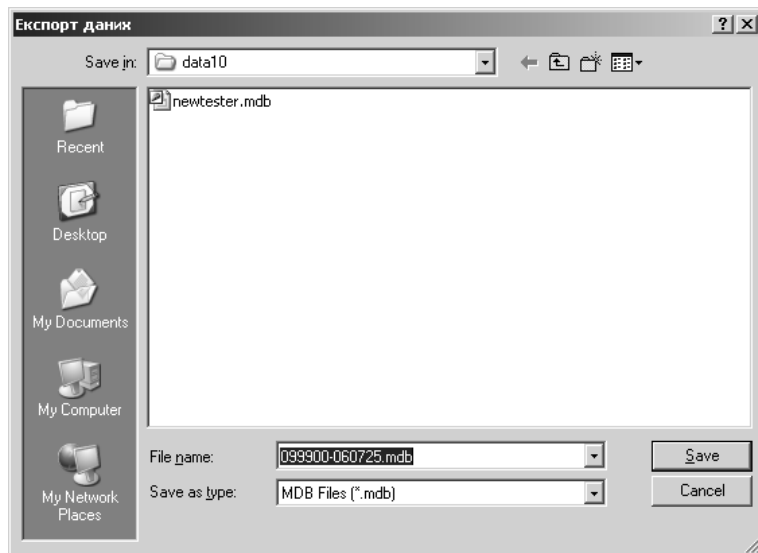 Експорт даних
Save in:
data10
newtester.mdb
Recent
Desktop
My Documents
My Computer
My Network
Places
File name:
099900-060725.mdb
Save
Save as type:
MDB Files (*.mdb)
Cancel